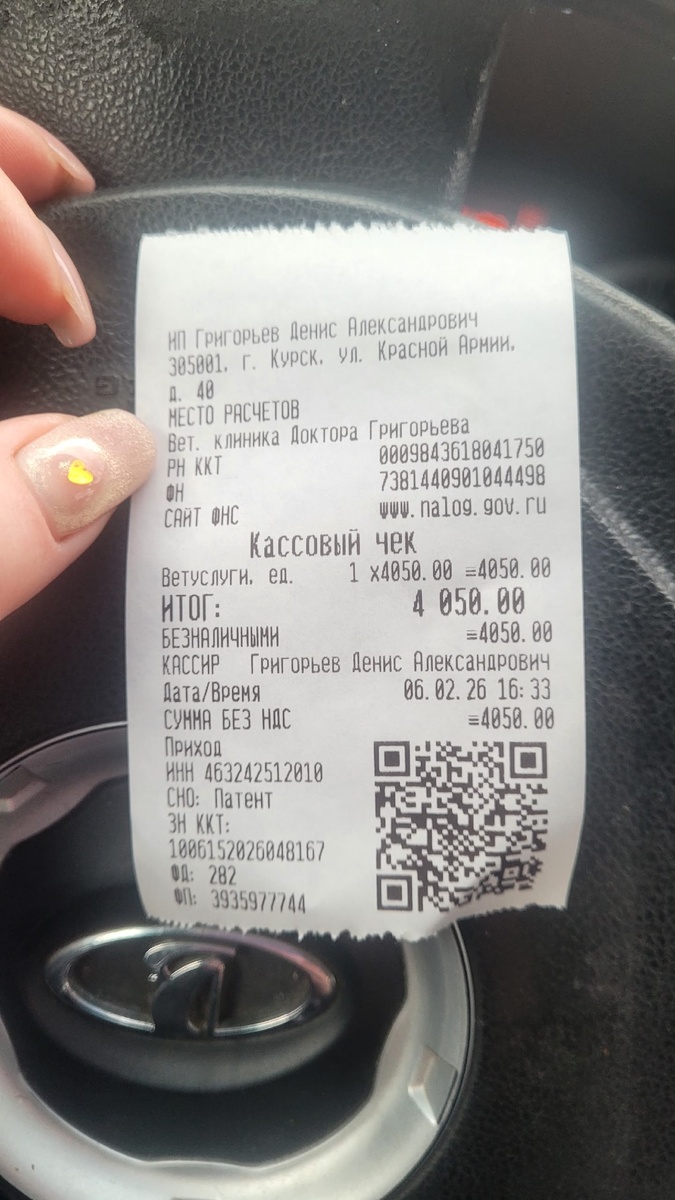 ИП Григорьев Денис Александрович
305001, г. Курск, ул. Красной Армии,
д. 40
МЕСТО РАСЧЕТОВ
Вет. клиника Доктора Григорьева
РН ККТ 0009843618041750
ФН 7381440901044498
САЙТ ФНС www.nalog.gov.ru
Кассовый чек
Ветуслуги, ед. 1 x4050.00 =4050.00
ИТОГ: 4 050.00
БЕЗНАЛИЧНЫМИ =4050.00
КАССИР Григорьев Денис Александрович
Дата/Время 06.02.26 16:33
СУММА БЕЗ НДС =4050.00
Приход
ИНН 463242512010
СНО: Патент
ЗН ККТ:
1006152026048167
ФД: 282
ФП: 3935977744